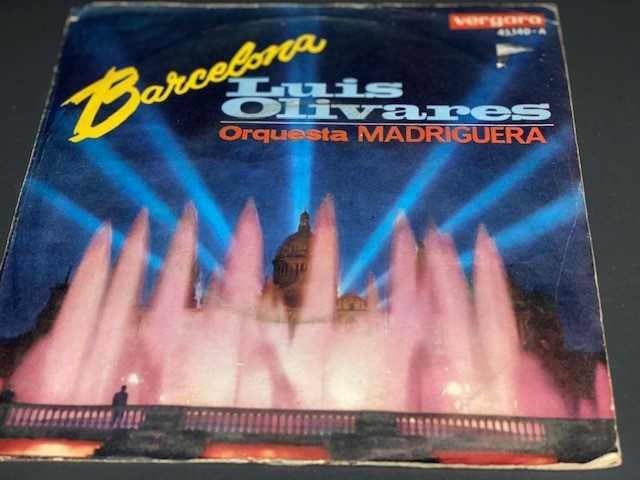 vergara
45.140-A
Barcelona
Luis
Olivares
Orquesta MADRIGUERA